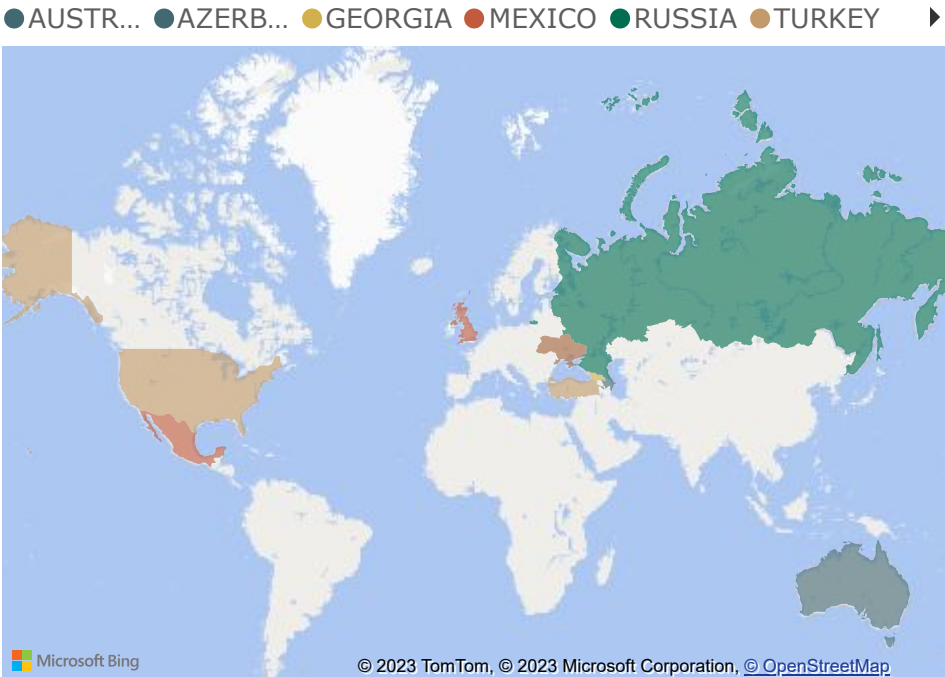 AUSTR... AZERB... GEORGIA MEXICO RUSSIA TURKEY
Microsoft Bing
© 2023 TomTom, © 2023 Microsoft Corporation, © OpenStreetMap